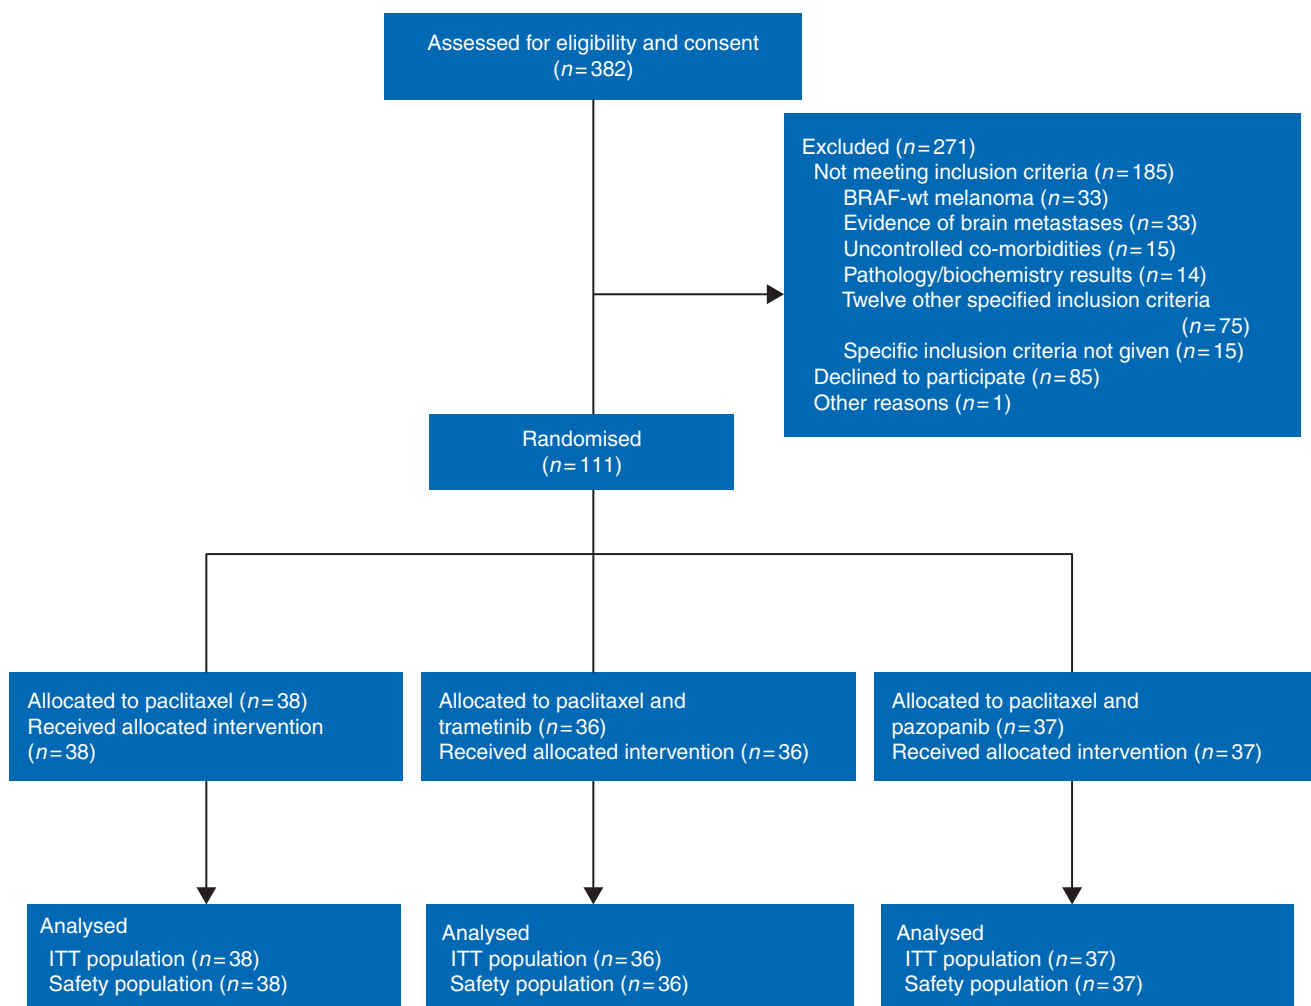 Assessed for eligibility and consent
(n=382)
Excluded (n=271)
Not meeting inclusion criteria (n=185)
BRAF-wt melanoma (n=33)
Evidence of brain metastases (n=33)
Uncontrolled co-morbidities (n=15)
Pathology/biochemistry results (n=14)
Twelve other specified inclusion criteria
(n=75)
Specific inclusion criteria not given (n=15)
Declined to participate (n=85)
Other reasons (n=1)
Randomised
(n=111)
Allocated to paclitaxel (n=38)
Received allocated intervention
(n=38)
Allocated to paclitaxel and
trametinib (n=36)
Received allocated intervention (n=36)
Allocated to paclitaxel and
pazopanib (n=37)
Received allocated intervention (n=37)
Analysed
ITT population (n=38)
Safety population (n=38)
Analysed
ITT population (n=36)
Safety population (n=36)
Analysed
ITT population (n=37)
Safety population (n=37)